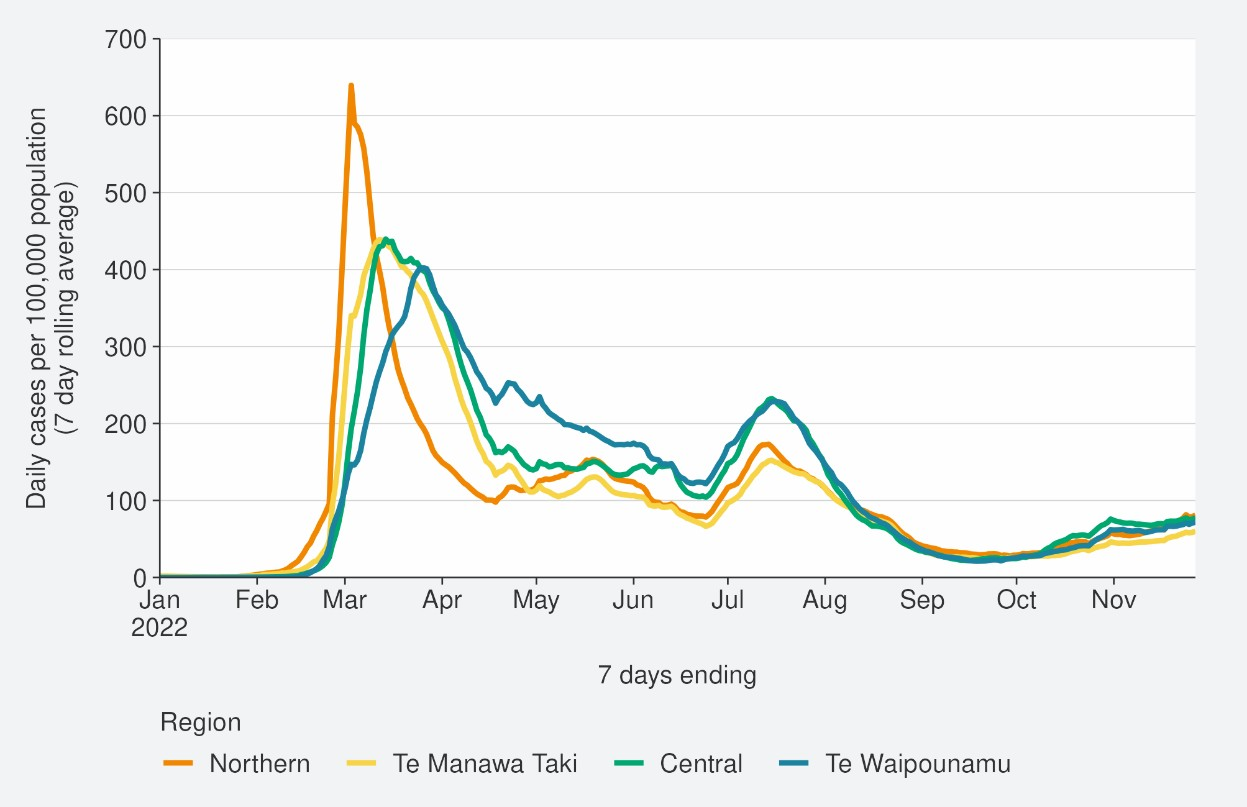 Daily cases per 100,000 population
(7 day rolling average)
700
600
500
400
300
200
100
0
Jan Feb Mar Apr May Jun Jul Aug Sep Oct Nov
2022
7 days ending
Region
Northern Te Manawa Taki Central Te Waipounamu